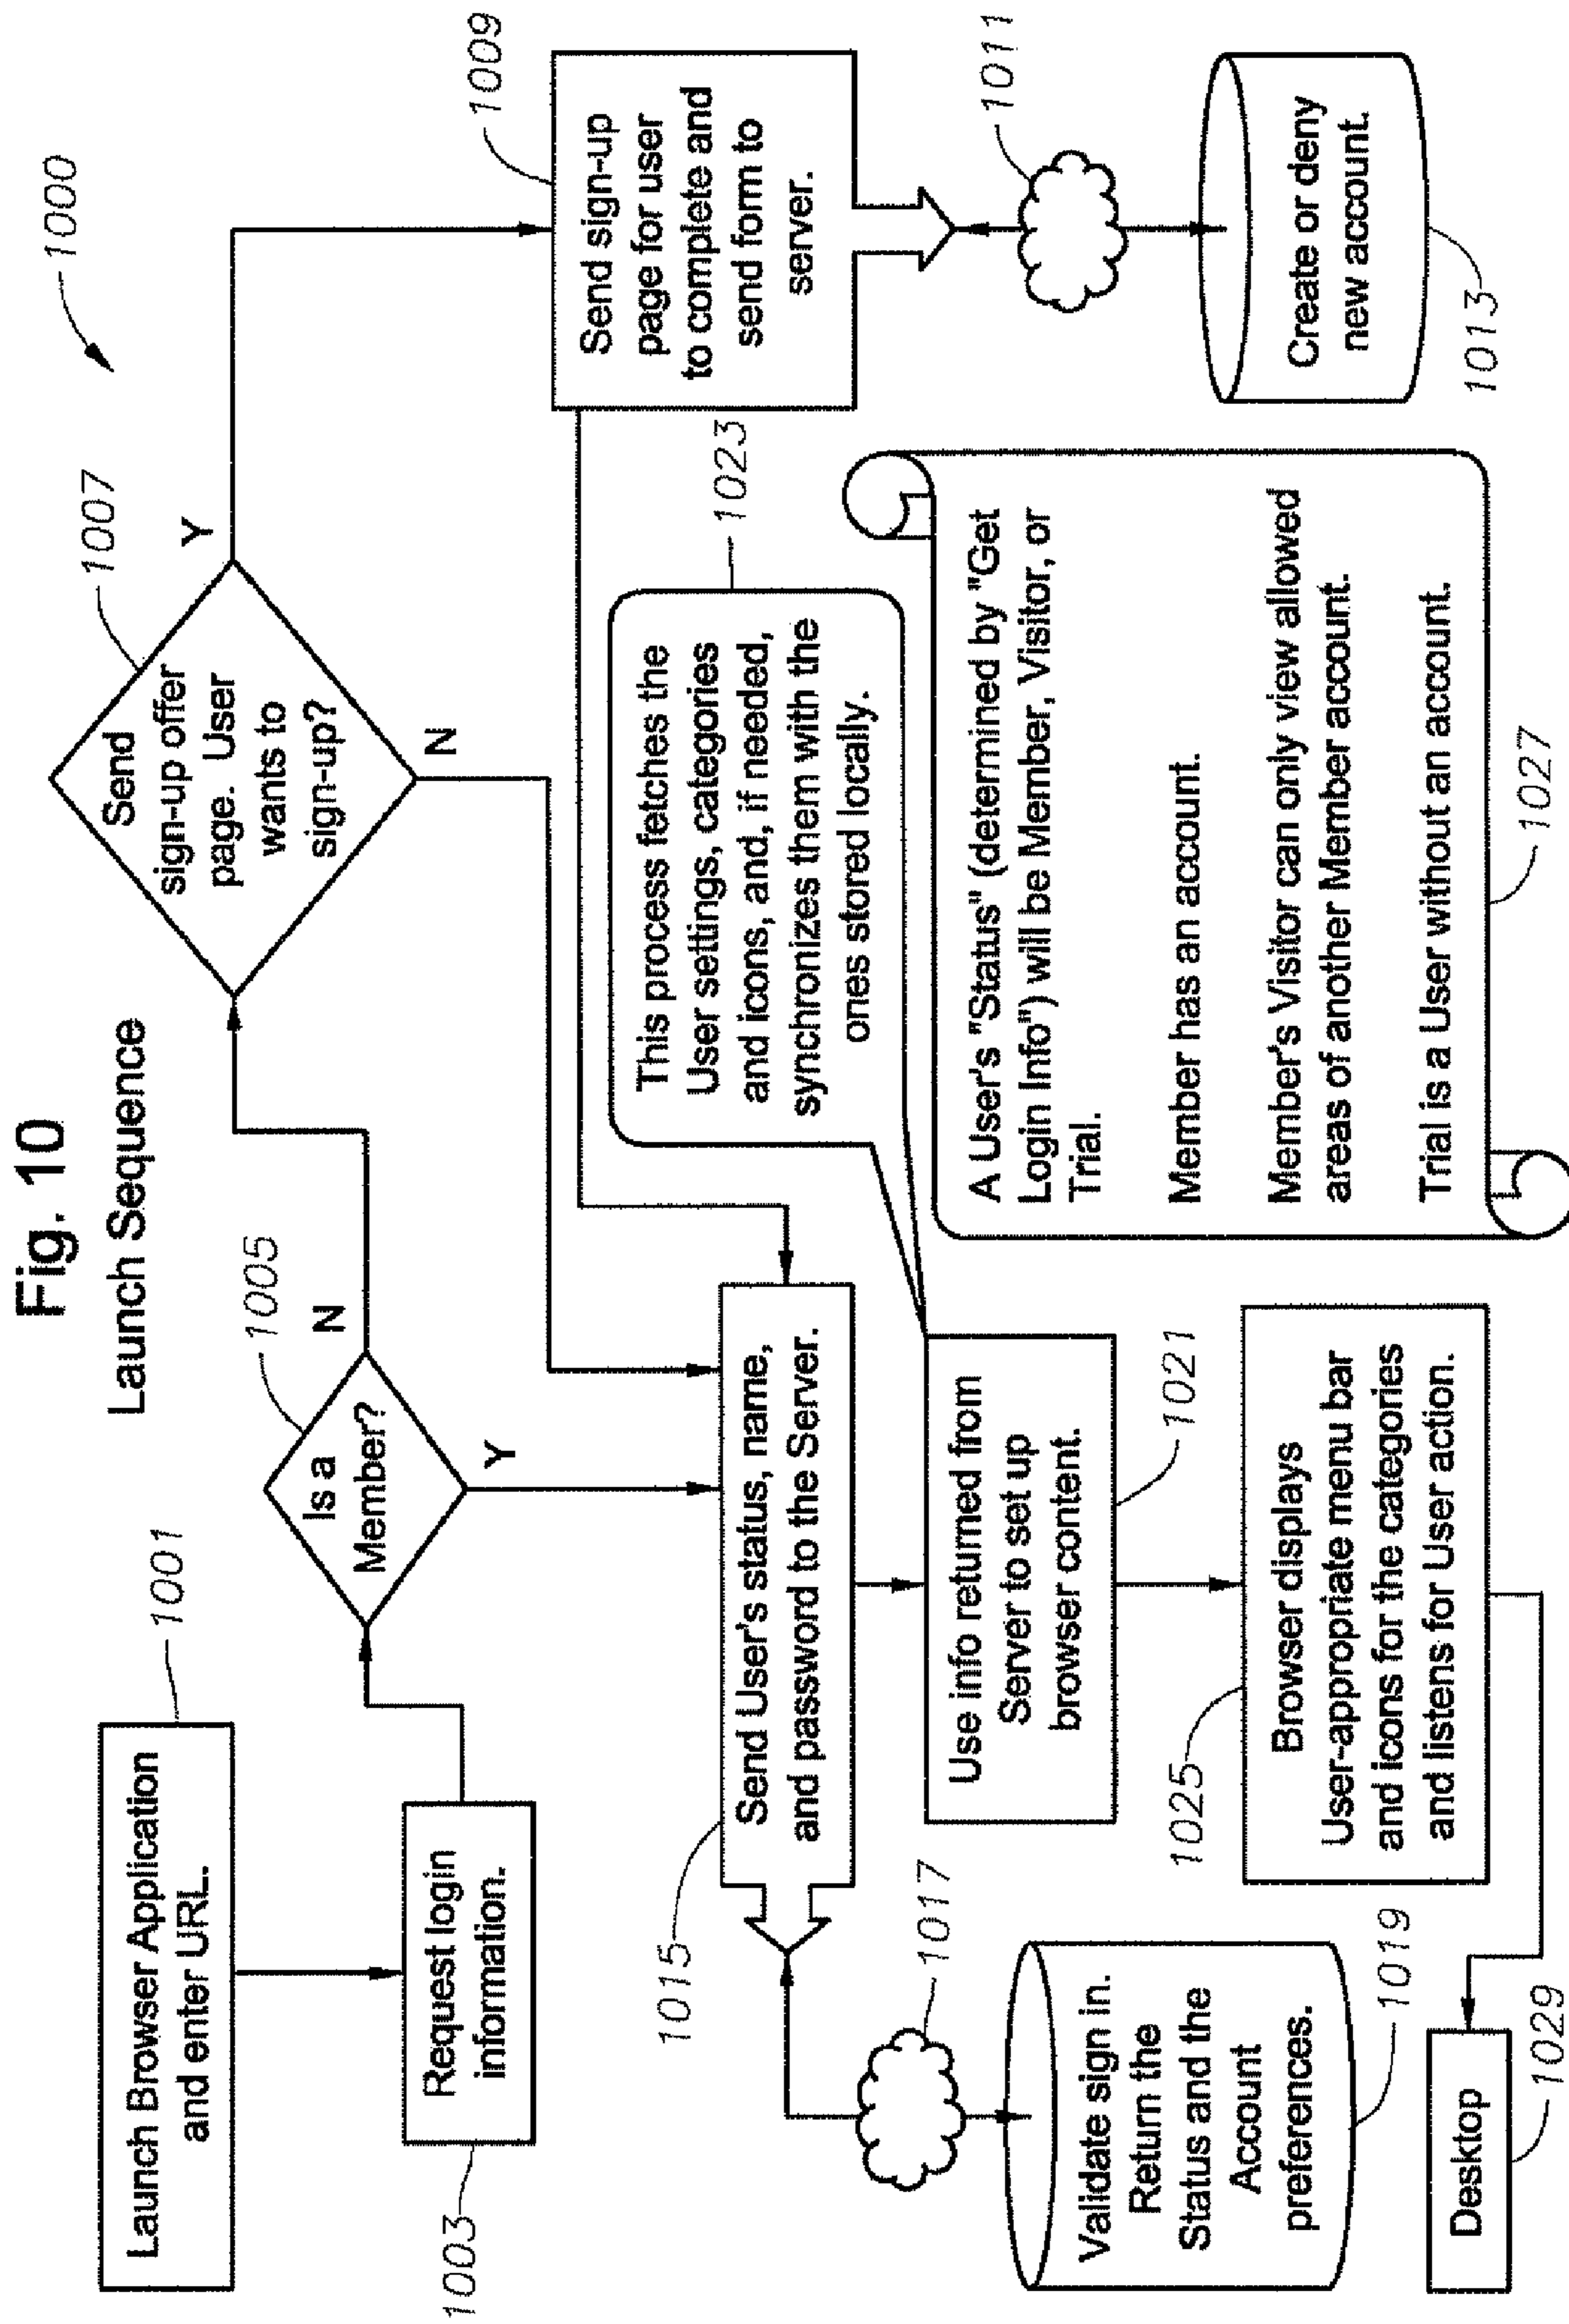 Fig. 10
Launch Sequence
1000
Launch Browser Application
and enter URL.
1001
Request login
information.
1003
Is a
Member?
1005
N
Y
Send
sign-up offer
page. User
wants to
sign-up?
1007
Y
N
Send sign-up
page for user
to complete and
send form to
server.
1009
1011
Create or deny
new account.
1013
Send User's status, name,
and password to the Server.
1015
1017
Validate sign in.
Return the
Status and the
Account
preferences.
1019
Use info returned from
Server to set up
browser content.
1021
This process fetches the
User settings, categories
and icons, and, if needed,
synchronizes them with the
ones stored locally.
1023
Browser displays
User-appropriate menu bar
and icons for the categories
and listens for User action.
1025
A User's "Status" (determined by "Get
Login Info") will be Member, Visitor, or
Trial.
Member has an account.
Member's Visitor can only view allowed
areas of another Member account.
Trial is a User without an account.
1027
Desktop
1029